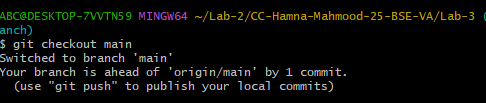 ABC@DESKTOP-7VVTN59 MINGW64 ~/Lab-2/CC-Hamna-Mahmood-25-BSE-VA/Lab-3 (
anch)
$ git checkout main
Switched to branch 'main'
Your branch is ahead of 'origin/main' by 1 commit.
  (use "git push" to publish your local commits)